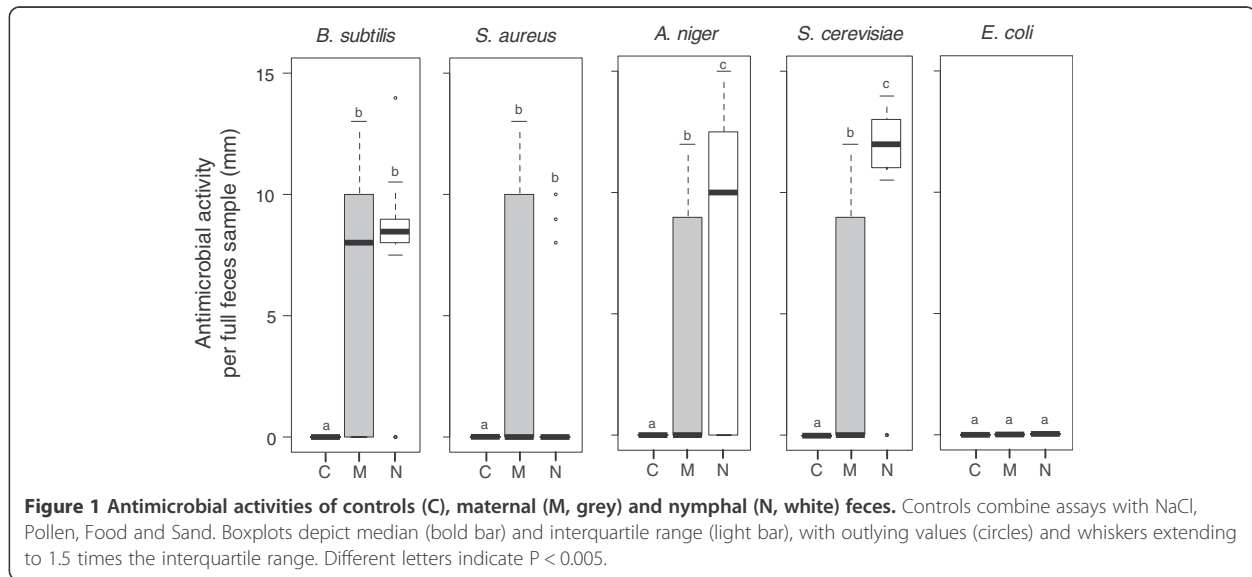 B. subtilis S. aureus A. niger S. cerevisiae E. coli
Antimicrobial activity
per full feces sample (mm)
15
10
5
0
a b b
a b b
a b c
a b c
a a a
C M N C M N C M N C M N C M N
Figure 1 Antimicrobial activities of controls (C), maternal (M, grey) and nymphal (N, white) feces. Controls combine assays with NaCl,
Pollen, Food and Sand. Boxplots depict median (bold bar) and interquartile range (light bar), with outlying values (circles) and whiskers extending
to 1.5 times the interquartile range. Different letters indicate P < 0.005.